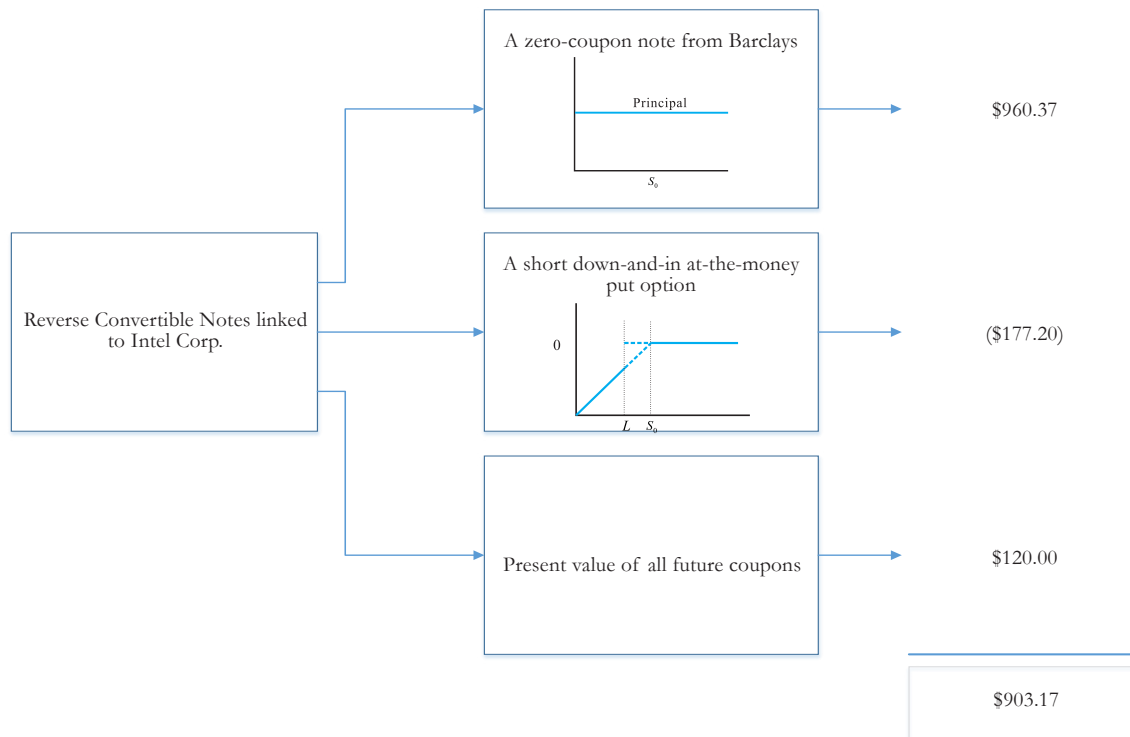 A zero-coupon note from Barclays
Principal
S₀
$960.37
Reverse Convertible Notes linked
to Intel Corp.
A short down-and-in at-the-money
put option
0
L S₀
($177.20)
Present value of all future coupons
$120.00
$903.17